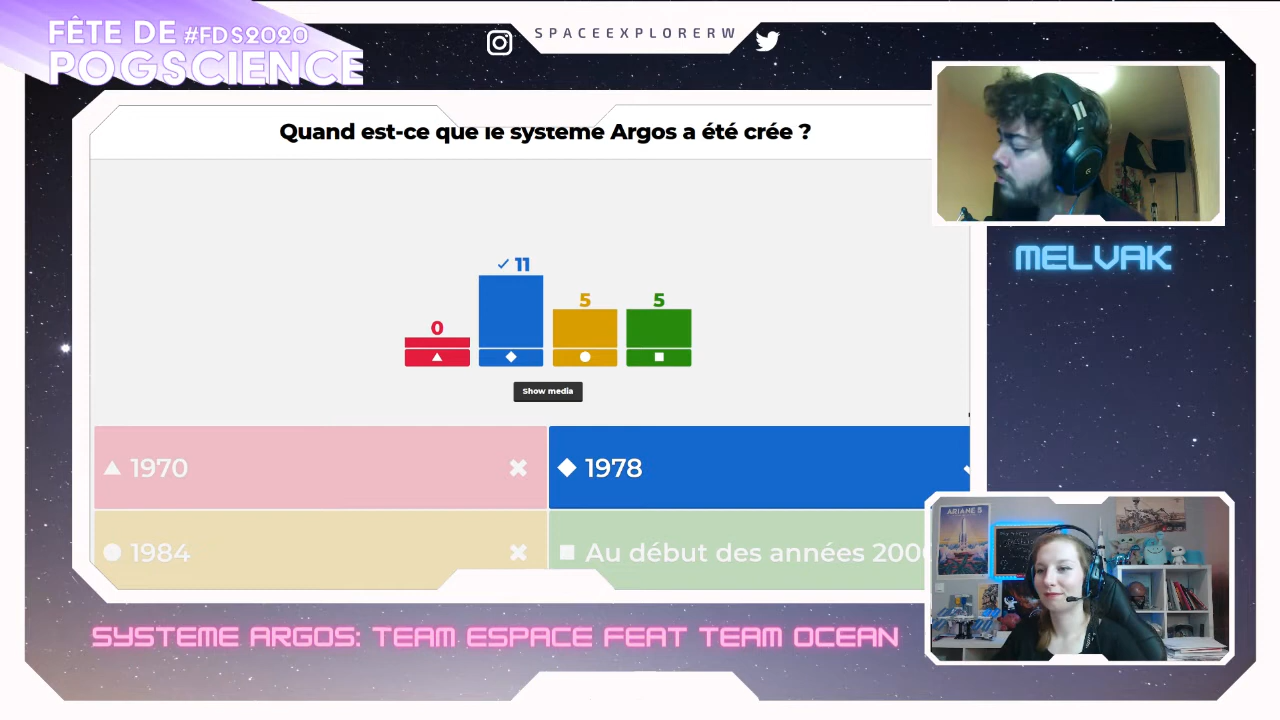 FÊTE DE #FDS2020
POGSCIENCE
SPACEEXPLORERW
Quand est-ce que le systeme Argos a été crée ?
0
✓ 11
5
5
Show media
1970
1978
1984
Au début des années 200
MELVAK
ARIANE 5
SYSTEME ARGOS: TEAM ESPACE FEAT TEAM OCEAN